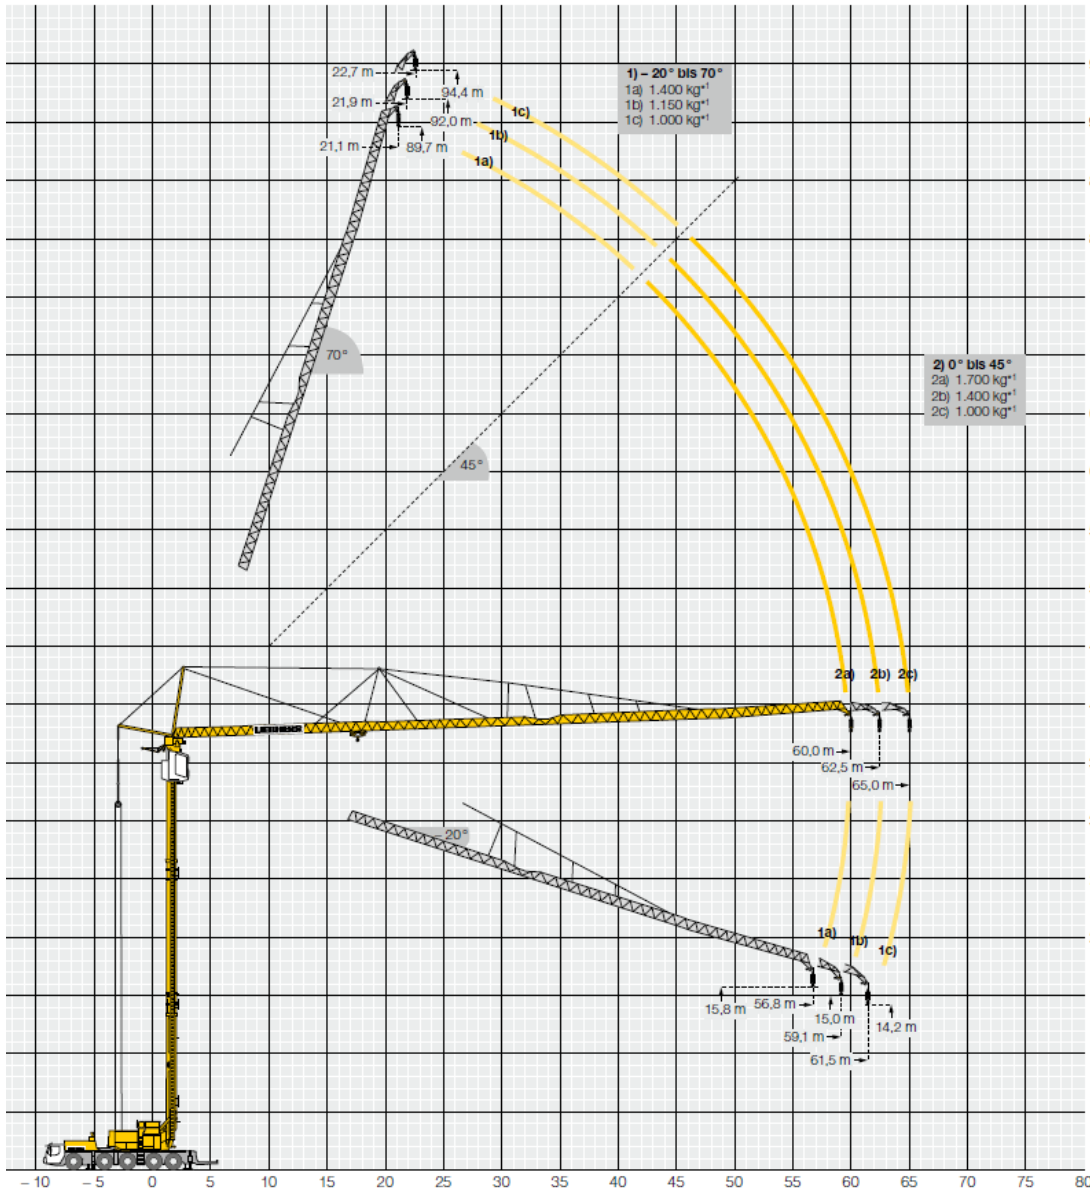 22,7 m
94,4 m
21,9 m
92,0 m
21,1 m
89,7 m
1) – 20° bis 70°
1a) 1.400 kg*¹
1b) 1.150 kg*¹
1c) 1.000 kg*¹
1c)
1b)
1a)
70°
45°
2) 0° bis 45°
2a) 1.700 kg*¹
2b) 1.400 kg*¹
2c) 1.000 kg*¹
2a)
2b)
2c)
LIEBHERR
60,0 m
62,5 m
65,0 m
– 20°
1a)
1b)
1c)
15,8 m
56,8 m
15,0 m
14,2 m
59,1 m
61,5 m
– 10 – 5 0 5 10 15 20 25 30 35 40 45 50 55 60 65 70 75 80